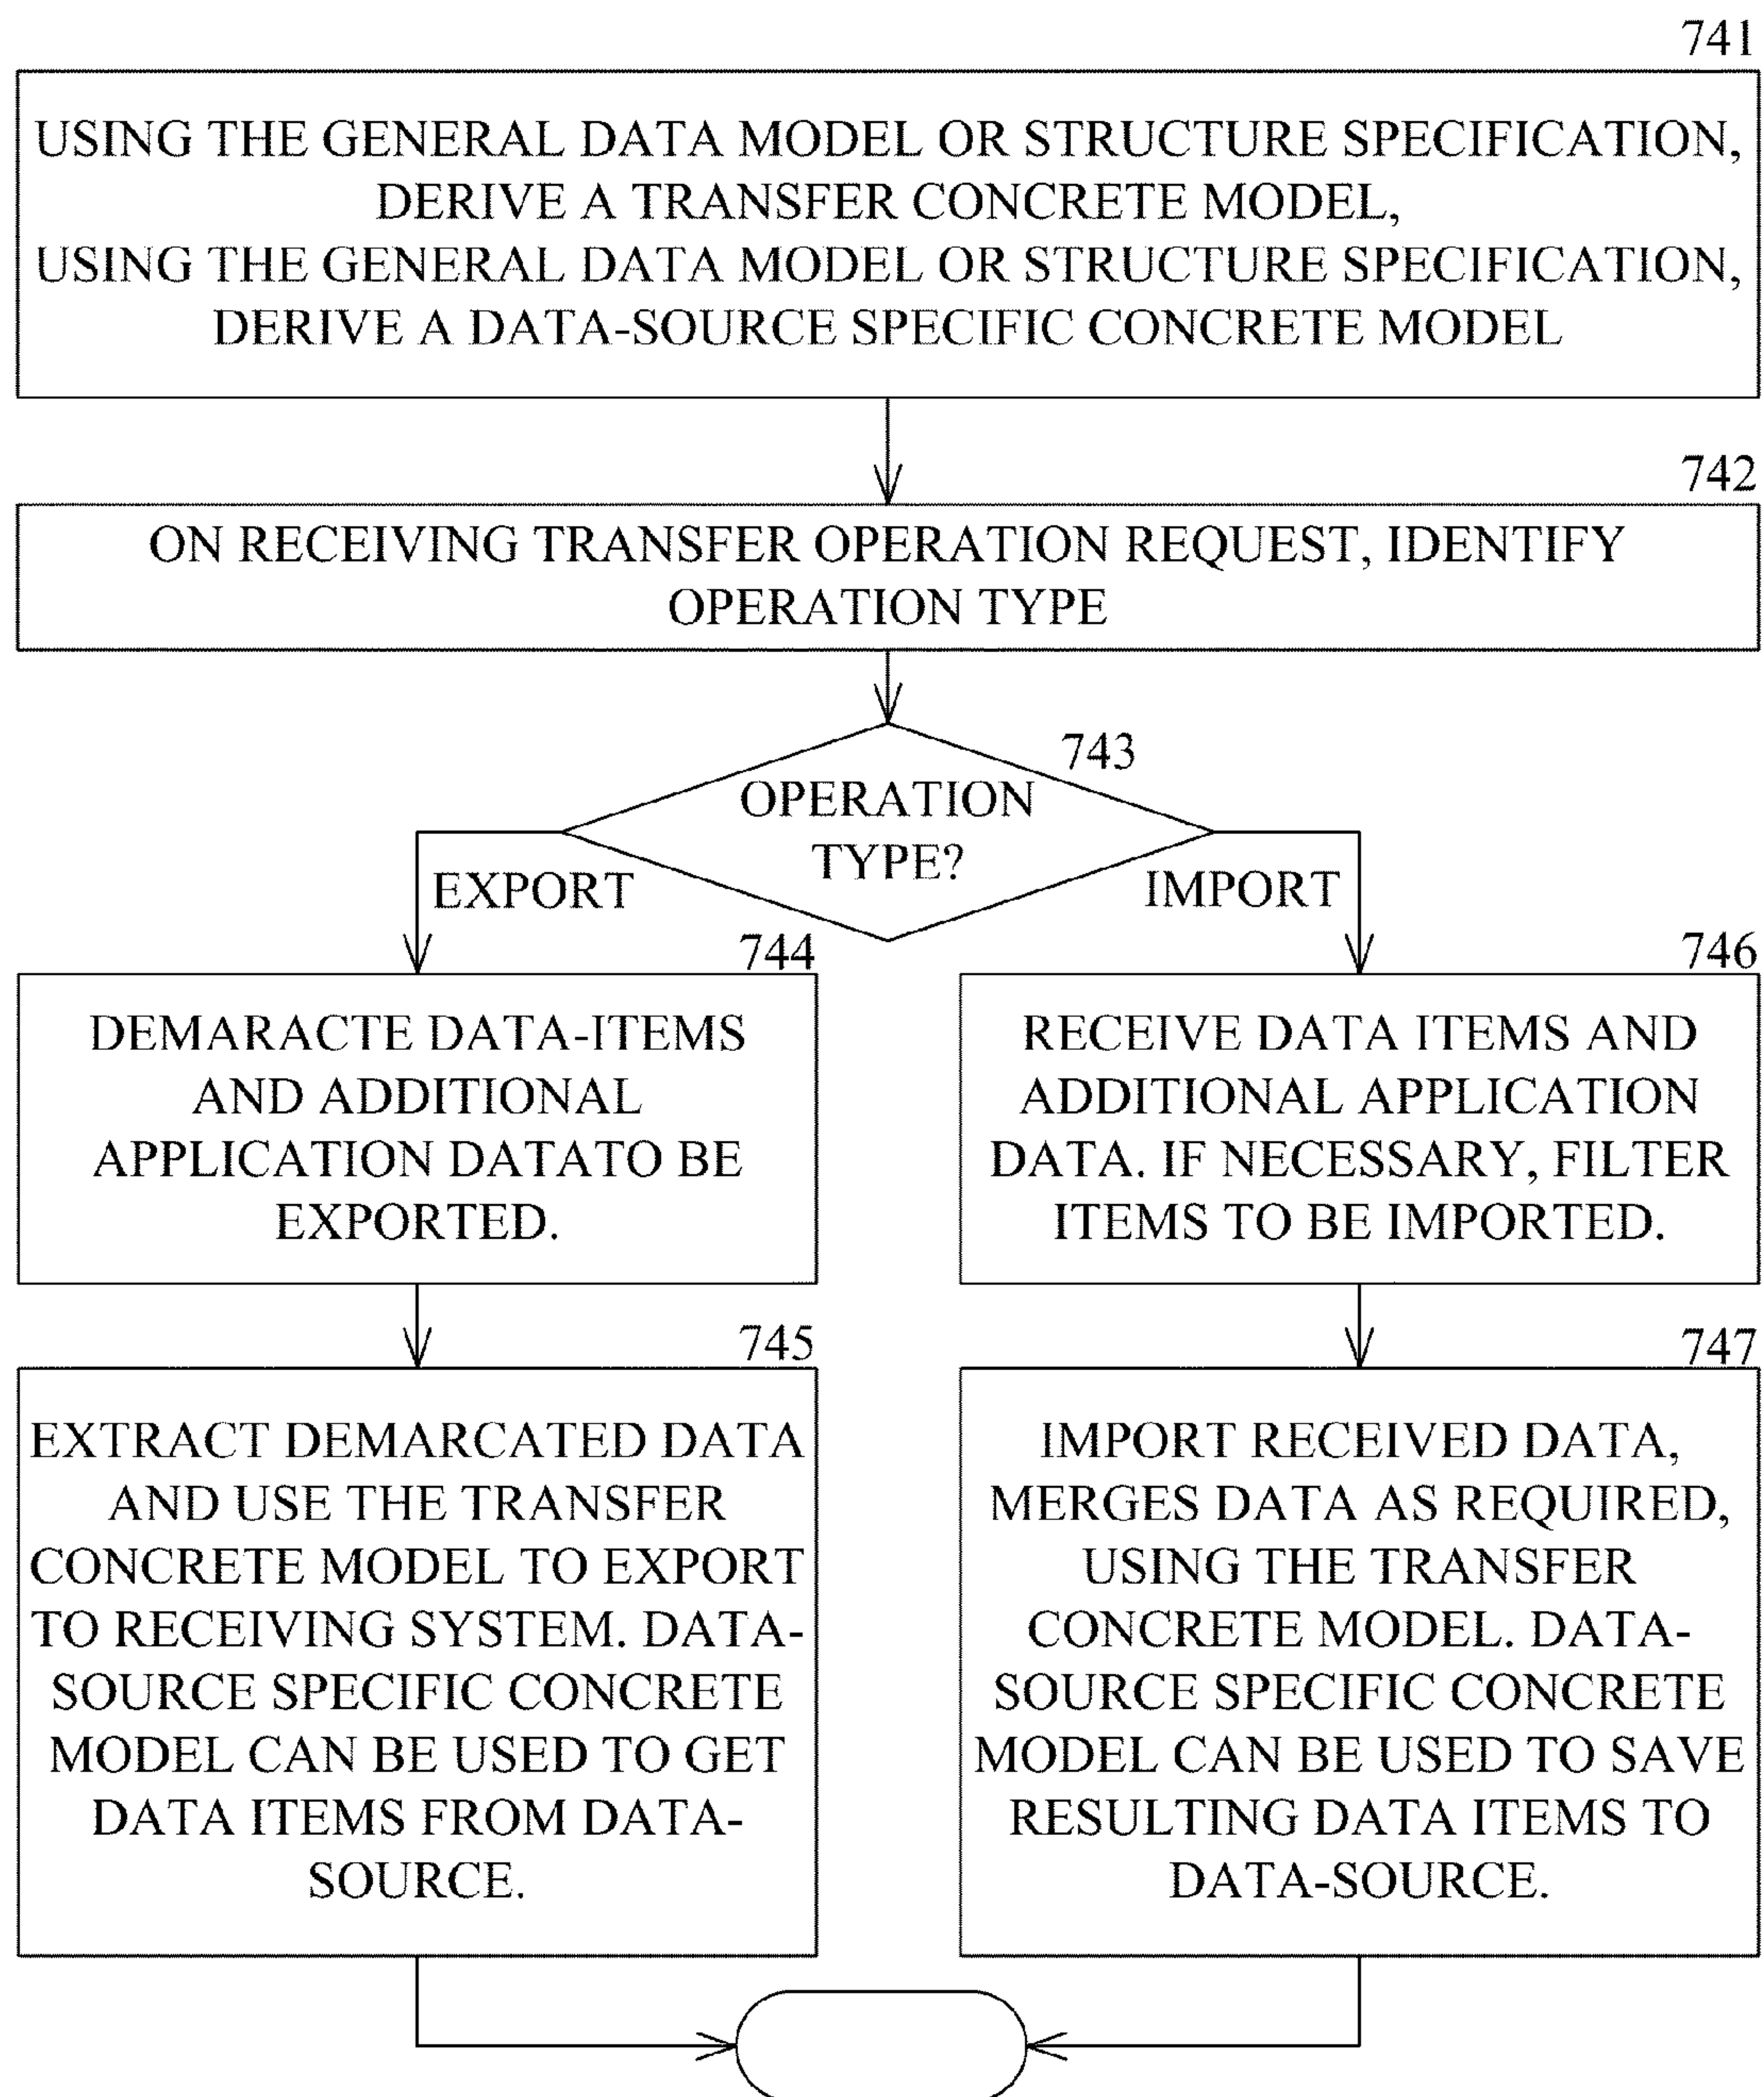 741
USING THE GENERAL DATA MODEL OR STRUCTURE SPECIFICATION,
DERIVE A TRANSFER CONCRETE MODEL,
USING THE GENERAL DATA MODEL OR STRUCTURE SPECIFICATION,
DERIVE A DATA-SOURCE SPECIFIC CONCRETE MODEL
742
ON RECEIVING TRANSFER OPERATION REQUEST, IDENTIFY
OPERATION TYPE
743
OPERATION
TYPE?
EXPORT
IMPORT
744
DEMARACTE DATA-ITEMS
AND ADDITIONAL
APPLICATION DATATO BE
EXPORTED.
746
RECEIVE DATA ITEMS AND
ADDITIONAL APPLICATION
DATA. IF NECESSARY, FILTER
ITEMS TO BE IMPORTED.
745
EXTRACT DEMARCATED DATA
AND USE THE TRANSFER
CONCRETE MODEL TO EXPORT
TO RECEIVING SYSTEM. DATA-
SOURCE SPECIFIC CONCRETE
MODEL CAN BE USED TO GET
DATA ITEMS FROM DATA-
SOURCE.
747
IMPORT RECEIVED DATA,
MERGES DATA AS REQUIRED,
USING THE TRANSFER
CONCRETE MODEL. DATA-
SOURCE SPECIFIC CONCRETE
MODEL CAN BE USED TO SAVE
RESULTING DATA ITEMS TO
DATA-SOURCE.